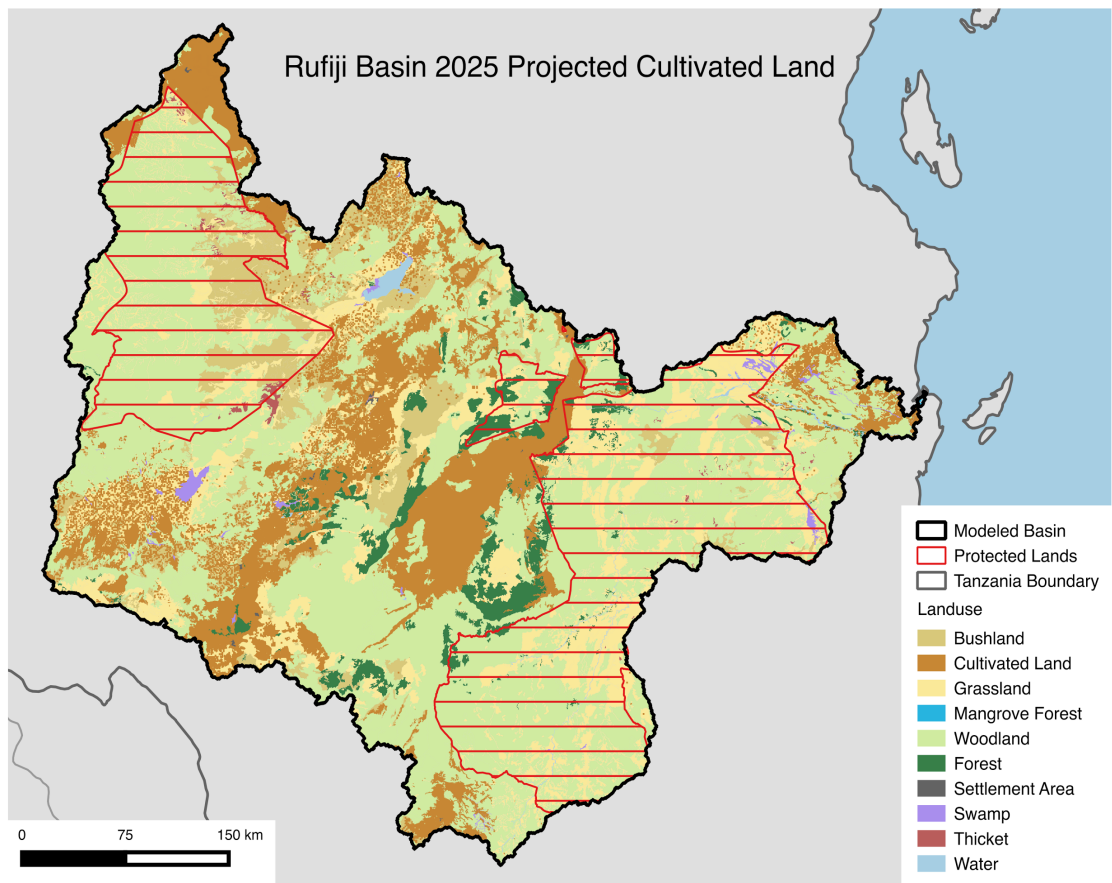 Rufiji Basin 2025 Projected Cultivated Land
Modeled Basin
Protected Lands
Tanzania Boundary
Landuse
Bushland
Cultivated Land
Grassland
Mangrove Forest
Woodland
Forest
Settlement Area
Swamp
Thicket
Water
0 75 150 km